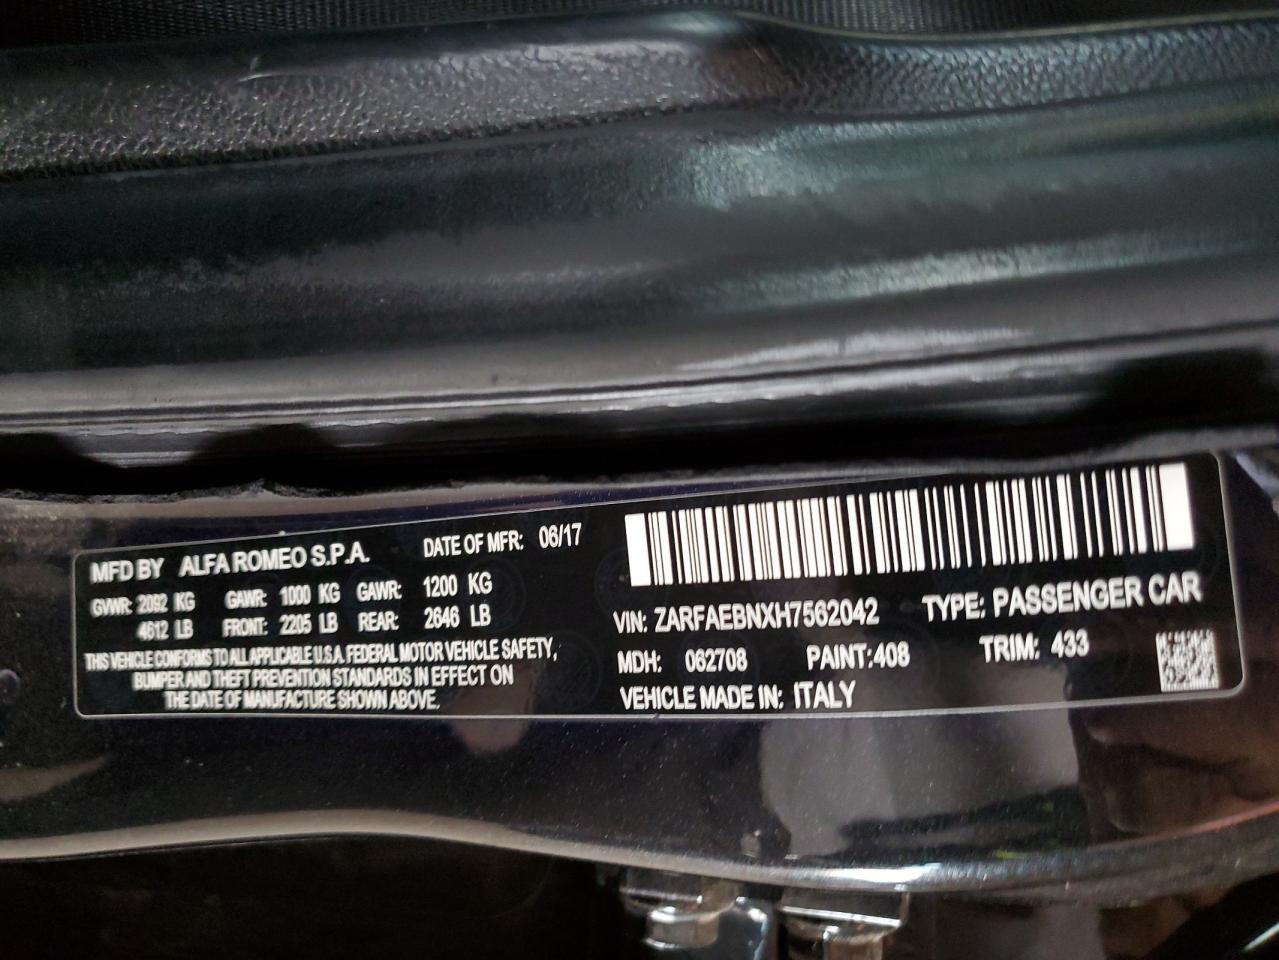 MFD BY ALFA ROMEO S.P.A. DATE OF MFR: 06/17
GVWR: 2092 KG GAWR: 1000 KG GAWR: 1200 KG
4612 LB FRONT: 2205 LB REAR: 2646 LB
THIS VEHICLE CONFORMS TO ALL APPLICABLE U.S.A. FEDERAL MOTOR VEHICLE SAFETY,
BUMPER AND THEFT PREVENTION STANDARDS IN EFFECT ON
THE DATE OF MANUFACTURE SHOWN ABOVE.
VIN: ZARFAEBNXH7562042 TYPE: PASSENGER CAR
MDH: 062708 PAINT:408 TRIM: 433
VEHICLE MADE IN: ITALY